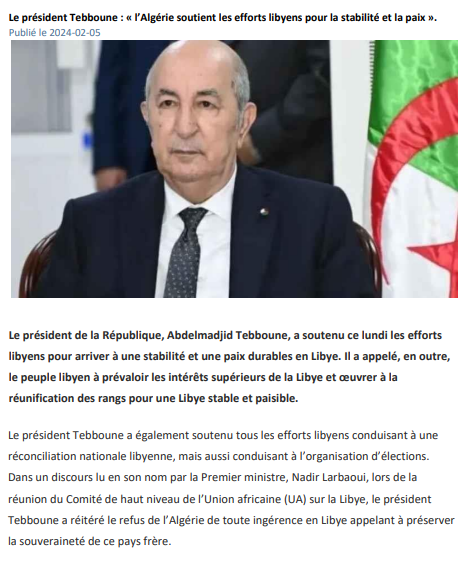 Le président Tebboune : « l’Algérie soutient les efforts libyens pour la stabilité et la paix ».
Publié le 2024-02-05
Le président de la République, Abdelmadjid Tebboune, a soutenu ce lundi les efforts
libyens pour arriver à une stabilité et une paix durables en Libye. Il a appelé, en outre,
le peuple libyen à prévaloir les intérêts supérieurs de la Libye et œuvrer à la
réunification des rangs pour une Libye stable et paisible.
Le président Tebboune a également soutenu tous les efforts libyens conduisant à une
réconciliation nationale libyenne, mais aussi conduisant à l’organisation d’élections.
Dans un discours lu en son nom par la Premier ministre, Nadir Larbaoui, lors de la
réunion du Comité de haut niveau de l’Union africaine (UA) sur la Libye, le président
Tebboune a réitéré le refus de l’Algérie de toute ingérence en Libye appelant à préserver
la souveraineté de ce pays frère.